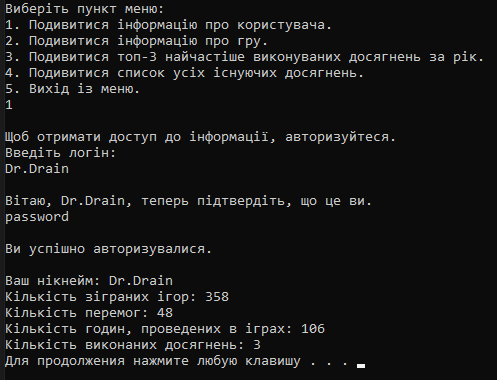 Виберіть пункт меню:
1. Подивитися інформацію про користувача.
2. Подивитися інформацію про гру.
3. Подивитися топ-3 найчастіше виконуваних досягнень за рік.
4. Подивитися список усіх існуючих досягнень.
5. Вихід із меню.
1
Щоб отримати доступ до інформації, авторизуйтеся.
Введіть логін:
Dr.Drain
Вітаю, Dr.Drain, теперь підтвердіть, що це ви.
password
Ви успішно авторизувалися.
Ваш нікнейм: Dr.Drain
Кількість зіграних ігор: 358
Кількість перемог: 48
Кількість годин, проведених в іграх: 106
Кількість виконаних досягнень: 3
Для продолжения нажмите любую клавишу . . .